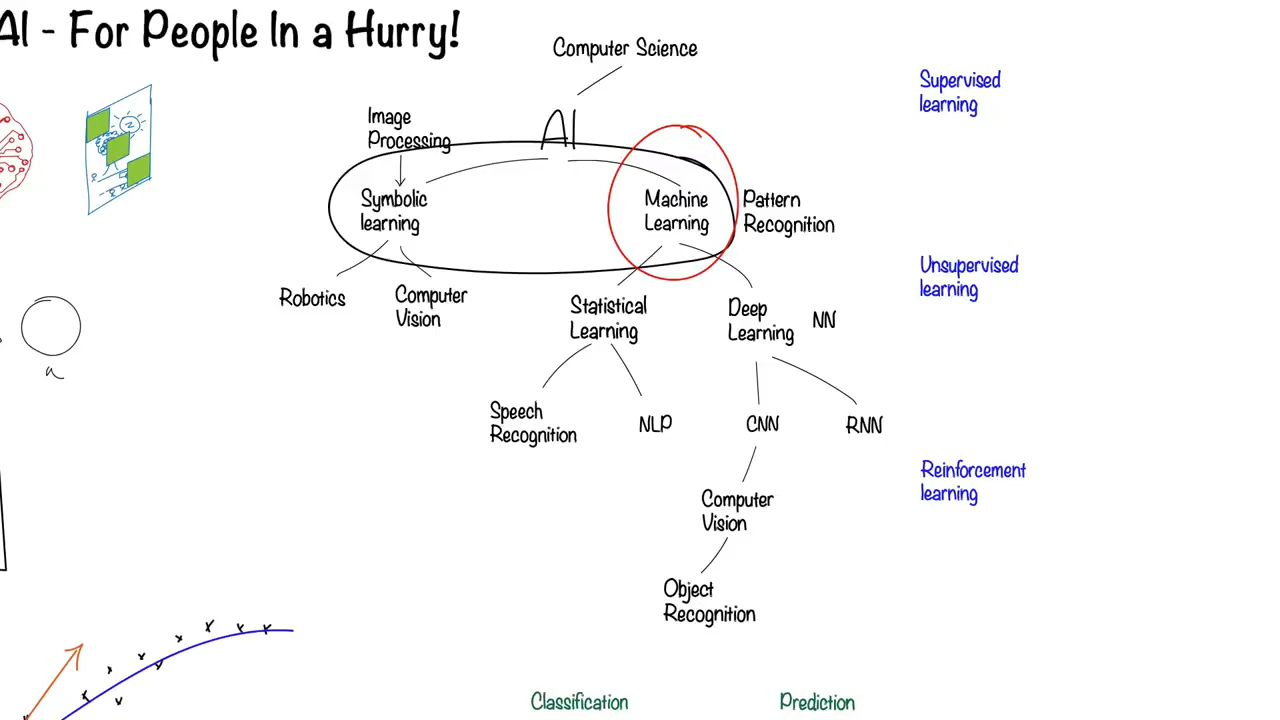 AI - For People In a Hurry!
Computer Science
AI
Image
Processing
Symbolic
learning
Machine
Learning
Pattern
Recognition
Robotics
Computer
Vision
Statistical
Learning
Deep
Learning
NN
Speech
Recognition
NLP
CNN
RNN
Computer
Vision
Object
Recognition
Supervised
learning
Unsupervised
learning
Reinforcement
learning
Classification
Prediction